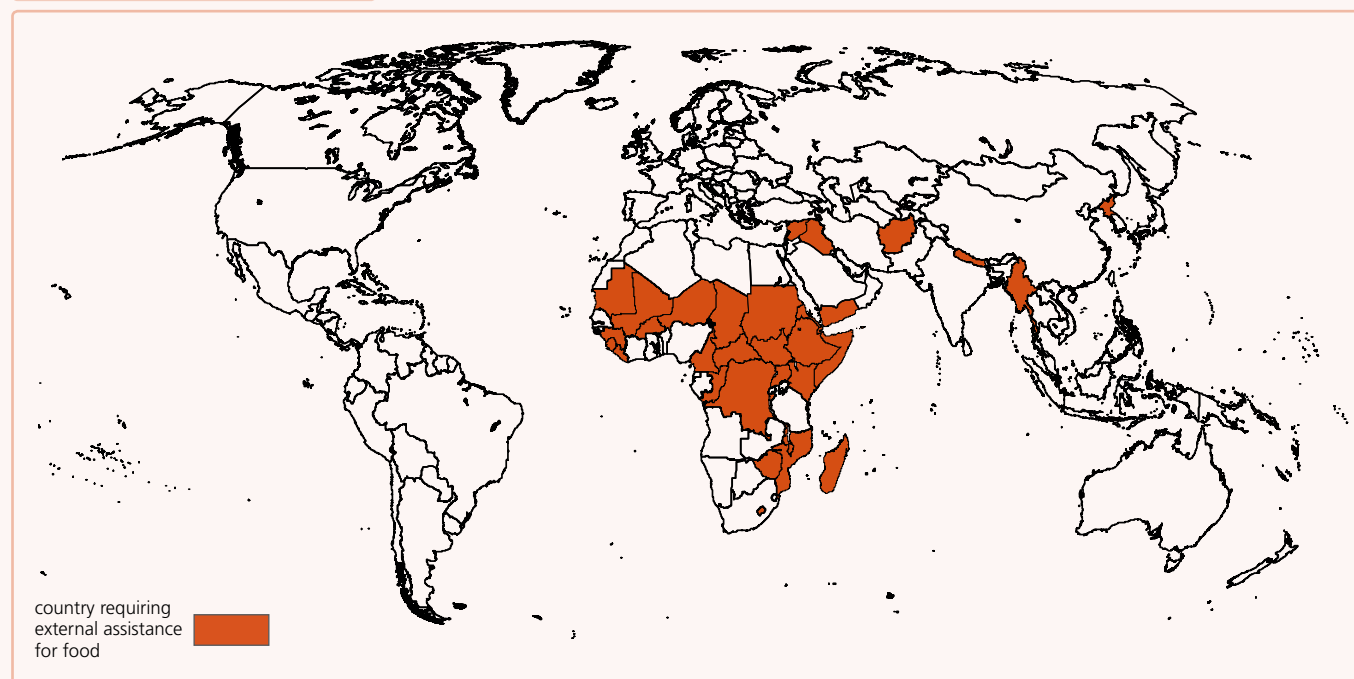 country requiring
external assistance
for food